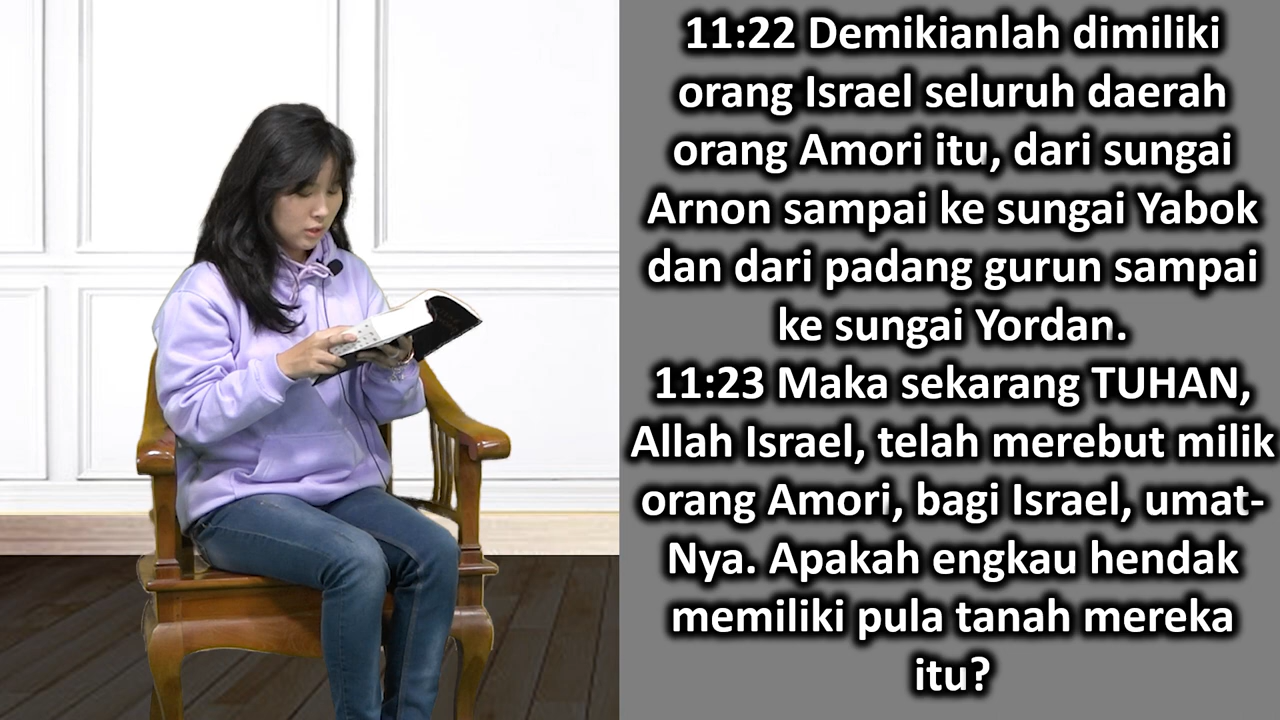 11:22 Demikianlah dimiliki
orang Israel seluruh daerah
orang Amori itu, dari sungai
Arnon sampai ke sungai Yabok
dan dari padang gurun sampai
ke sungai Yordan.
11:23 Maka sekarang TUHAN,
Allah Israel, telah merebut milik
orang Amori, bagi Israel, umat-
Nya. Apakah engkau hendak
memiliki pula tanah mereka
itu?